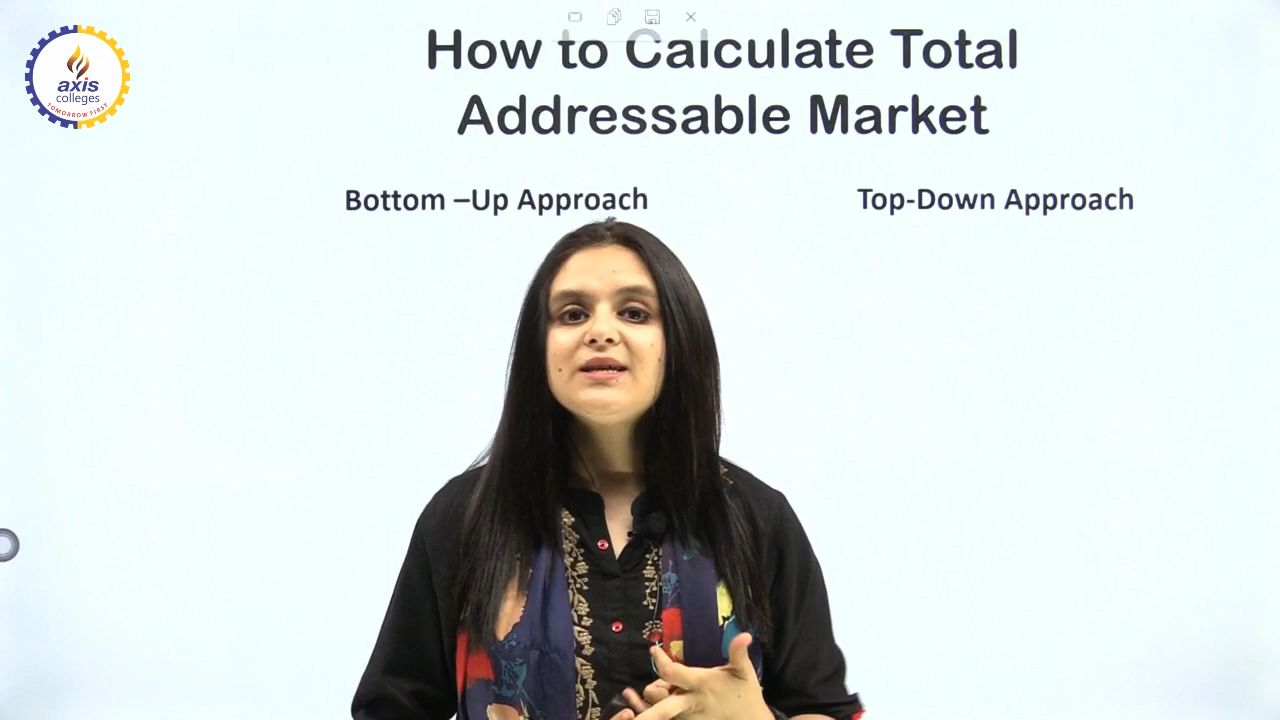 How to Calculate Total
Addressable Market
Bottom –Up Approach
Top-Down Approach
axis
colleges
TOMORROW FIRST